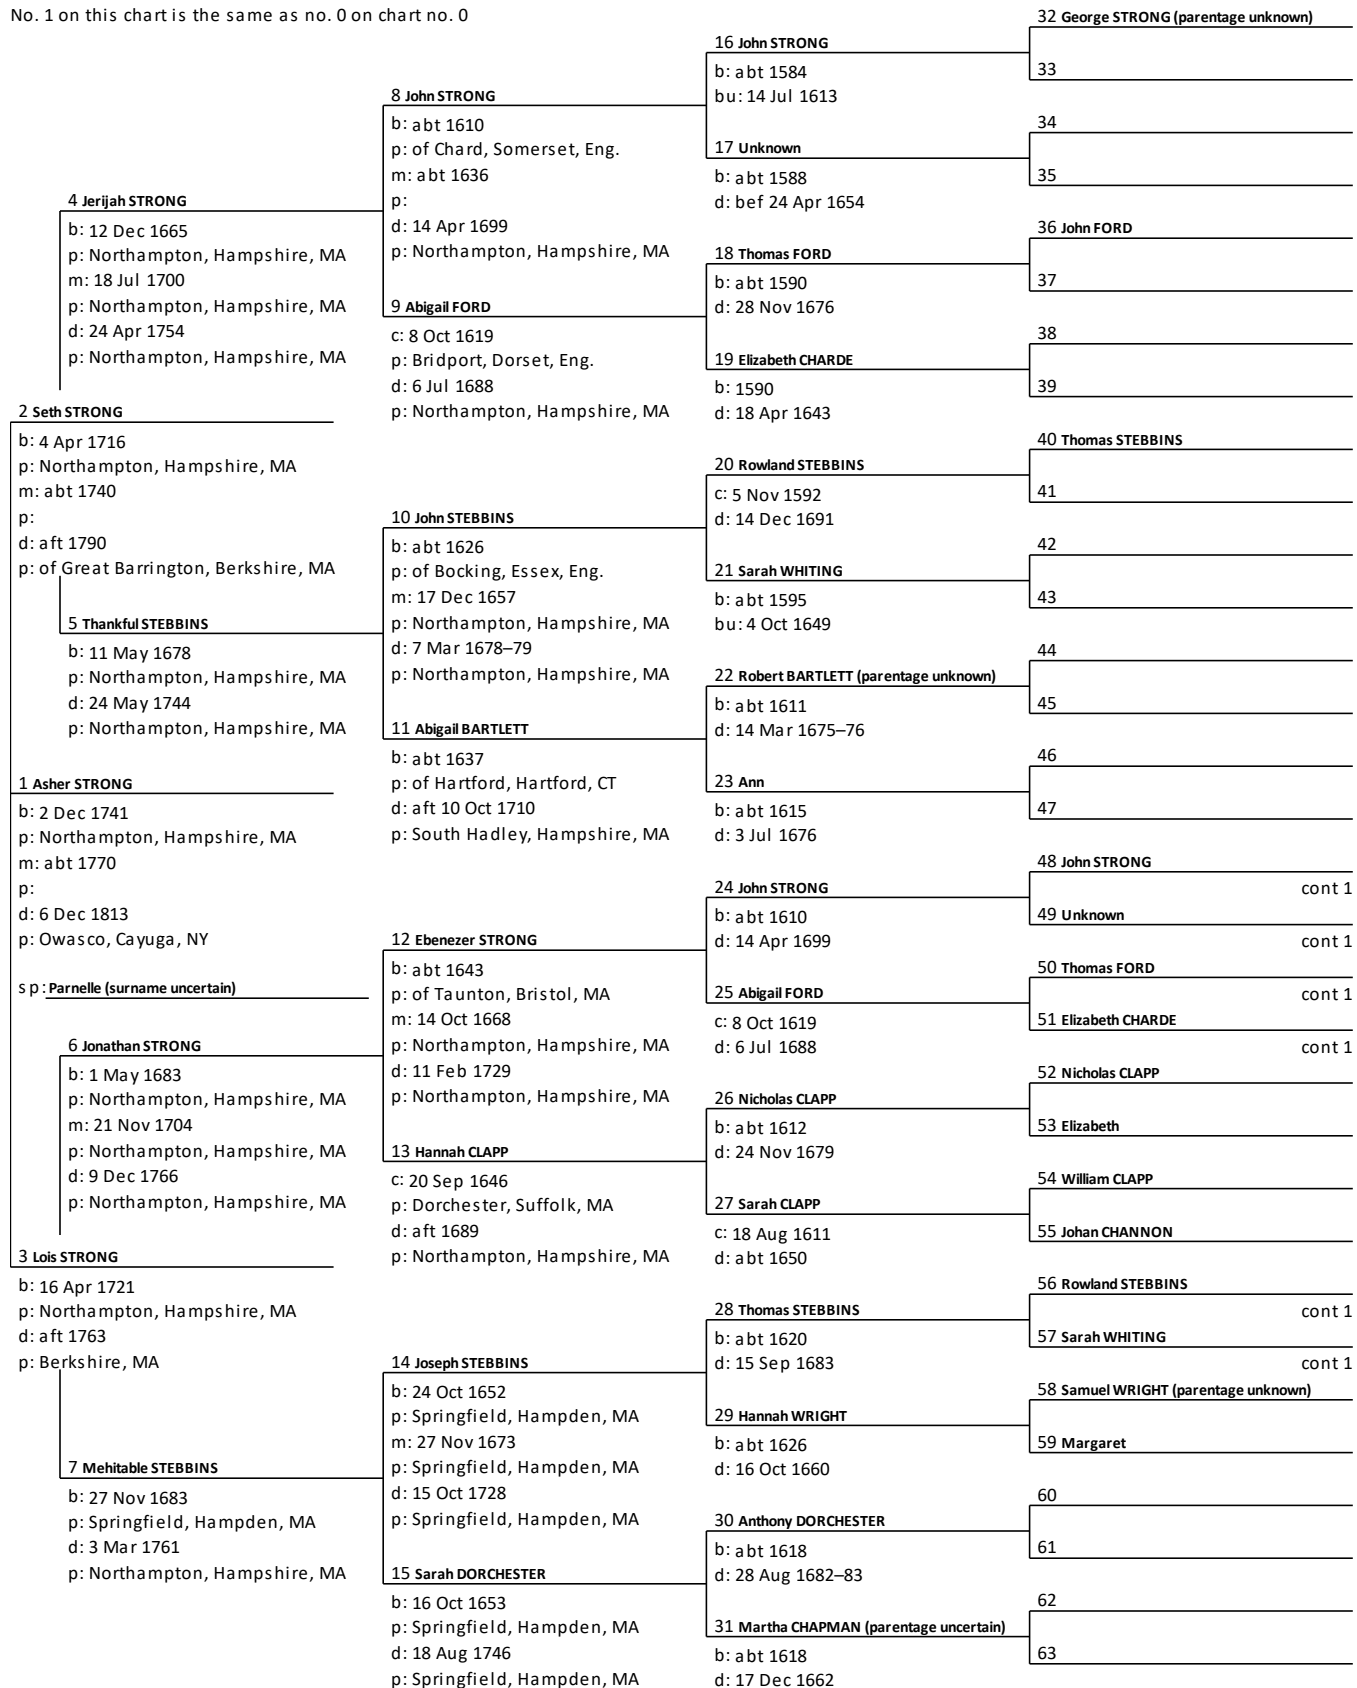 No. 1 on this chart is the same as no. 0 on chart no. 0
1 Asher STRONG
b: 2 Dec 1741
p: Northampton, Hampshire, MA
m: abt 1770
p:
d: 6 Dec 1813
p: Owasco, Cayuga, NY
sp: Parnelle (surname uncertain)
2 Seth STRONG
b: 4 Apr 1716
p: Northampton, Hampshire, MA
m: abt 1740
p:
d: aft 1790
p: of Great Barrington, Berkshire, MA
3 Lois STRONG
b: 16 Apr 1721
p: Northampton, Hampshire, MA
d: aft 1763
p: Berkshire, MA
4 Jerijah STRONG
b: 12 Dec 1665
p: Northampton, Hampshire, MA
m: 18 Jul 1700
p: Northampton, Hampshire, MA
d: 24 Apr 1754
p: Northampton, Hampshire, MA
5 Thankful STEBBINS
b: 11 May 1678
p: Northampton, Hampshire, MA
d: 24 May 1744
p: Northampton, Hampshire, MA
6 Jonathan STRONG
b: 1 May 1683
p: Northampton, Hampshire, MA
m: 21 Nov 1704
p: Northampton, Hampshire, MA
d: 9 Dec 1766
p: Northampton, Hampshire, MA
7 Mehitable STEBBINS
b: 27 Nov 1683
p: Springfield, Hampden, MA
d: 3 Mar 1761
p: Northampton, Hampshire, MA
8 John STRONG
b: abt 1610
p: of Chard, Somerset, Eng.
m: abt 1636
p:
d: 14 Apr 1699
p: Northampton, Hampshire, MA
9 Abigail FORD
c: 8 Oct 1619
p: Bridport, Dorset, Eng.
d: 6 Jul 1688
p: Northampton, Hampshire, MA
10 John STEBBINS
b: abt 1626
p: of Bocking, Essex, Eng.
m: 17 Dec 1657
p: Northampton, Hampshire, MA
d: 7 Mar 1678–79
p: Northampton, Hampshire, MA
11 Abigail BARTLETT
b: abt 1637
p: of Hartford, Hartford, CT
d: aft 10 Oct 1710
p: South Hadley, Hampshire, MA
12 Ebenezer STRONG
b: abt 1643
p: of Taunton, Bristol, MA
m: 14 Oct 1668
p: Northampton, Hampshire, MA
d: 11 Feb 1729
p: Northampton, Hampshire, MA
13 Hannah CLAPP
c: 20 Sep 1646
p: Dorchester, Suffolk, MA
d: aft 1689
p: Northampton, Hampshire, MA
14 Joseph STEBBINS
b: 24 Oct 1652
p: Springfield, Hampden, MA
m: 27 Nov 1673
p: Springfield, Hampden, MA
d: 15 Oct 1728
p: Springfield, Hampden, MA
15 Sarah DORCHESTER
b: 16 Oct 1653
p: Springfield, Hampden, MA
d: 18 Aug 1746
p: Springfield, Hampden, MA
16 John STRONG
b: abt 1584
bu: 14 Jul 1613
17 Unknown
b: abt 1588
d: bef 24 Apr 1654
18 Thomas FORD
b: abt 1590
d: 28 Nov 1676
19 Elizabeth CHARDE
b: 1590
d: 18 Apr 1643
20 Rowland STEBBINS
c: 5 Nov 1592
d: 14 Dec 1691
21 Sarah WHITING
b: abt 1595
bu: 4 Oct 1649
22 Robert BARTLETT (parentage unknown)
b: abt 1611
d: 14 Mar 1675–76
23 Ann
b: abt 1615
d: 3 Jul 1676
24 John STRONG
b: abt 1610
d: 14 Apr 1699
25 Abigail FORD
c: 8 Oct 1619
d: 6 Jul 1688
26 Nicholas CLAPP
b: abt 1612
d: 24 Nov 1679
27 Sarah CLAPP
c: 18 Aug 1611
d: abt 1650
28 Thomas STEBBINS
b: abt 1620
d: 15 Sep 1683
29 Hannah WRIGHT
b: abt 1626
d: 16 Oct 1660
30 Anthony DORCHESTER
b: abt 1618
d: 28 Aug 1682–83
31 Martha CHAPMAN (parentage uncertain)
b: abt 1618
d: 17 Dec 1662
32 George STRONG (parentage unknown)
33
34
35
36 John FORD
37
38
39
40 Thomas STEBBINS
41
42
43
44
45
46
47
48 John STRONG
cont 1
49 Unknown
cont 1
50 Thomas FORD
cont 1
51 Elizabeth CHARDE
cont 1
52 Nicholas CLAPP
53 Elizabeth
54 William CLAPP
55 Johan CHANNON
56 Rowland STEBBINS
cont 1
57 Sarah WHITING
cont 1
58 Samuel WRIGHT (parentage unknown)
59 Margaret
60
61
62
63